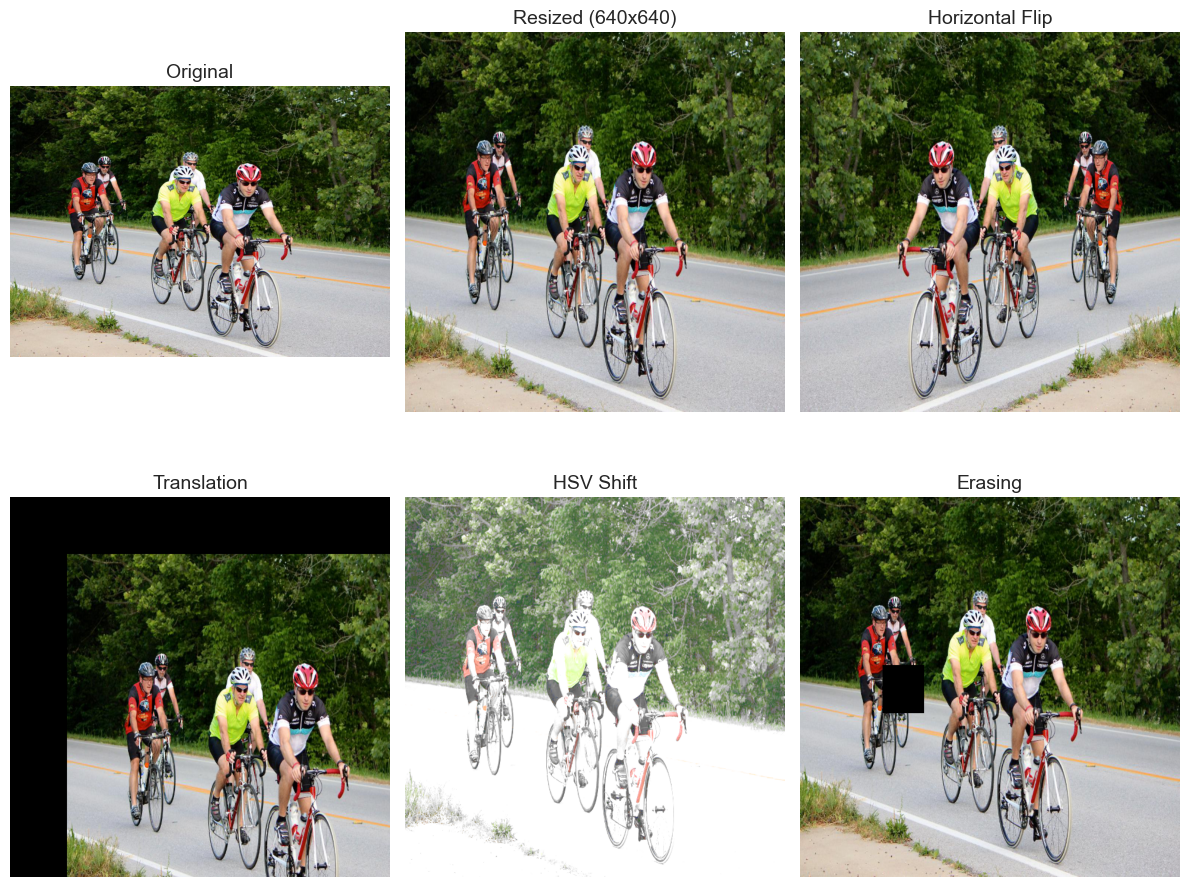 Resized (640x640)
Horizontal Flip
Original
Translation
HSV Shift
Erasing